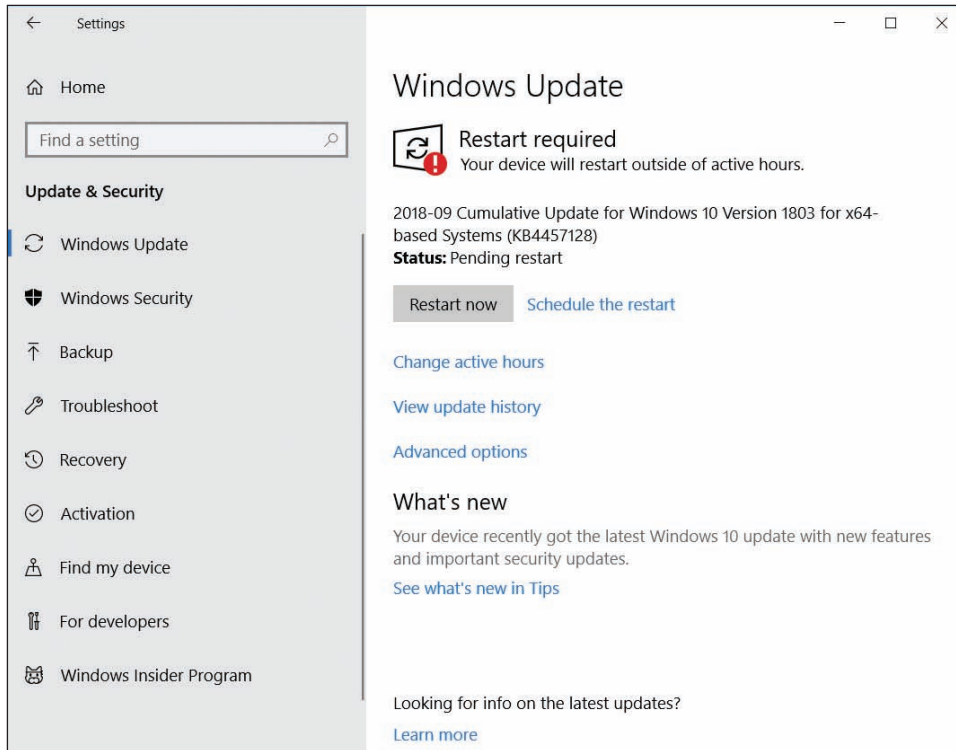 Settings
Home
Find a setting
Update & Security
Windows Update
Windows Security
Backup
Troubleshoot
Recovery
Activation
Find my device
For developers
Windows Insider Program
Windows Update
Restart required
Your device will restart outside of active hours.
2018-09 Cumulative Update for Windows 10 Version 1803 for x64-
based Systems (KB4457128)
Status: Pending restart
Restart now Schedule the restart
Change active hours
View update history
Advanced options
What's new
Your device recently got the latest Windows 10 update with new features
and important security updates.
See what's new in Tips
Looking for info on the latest updates?
Learn more